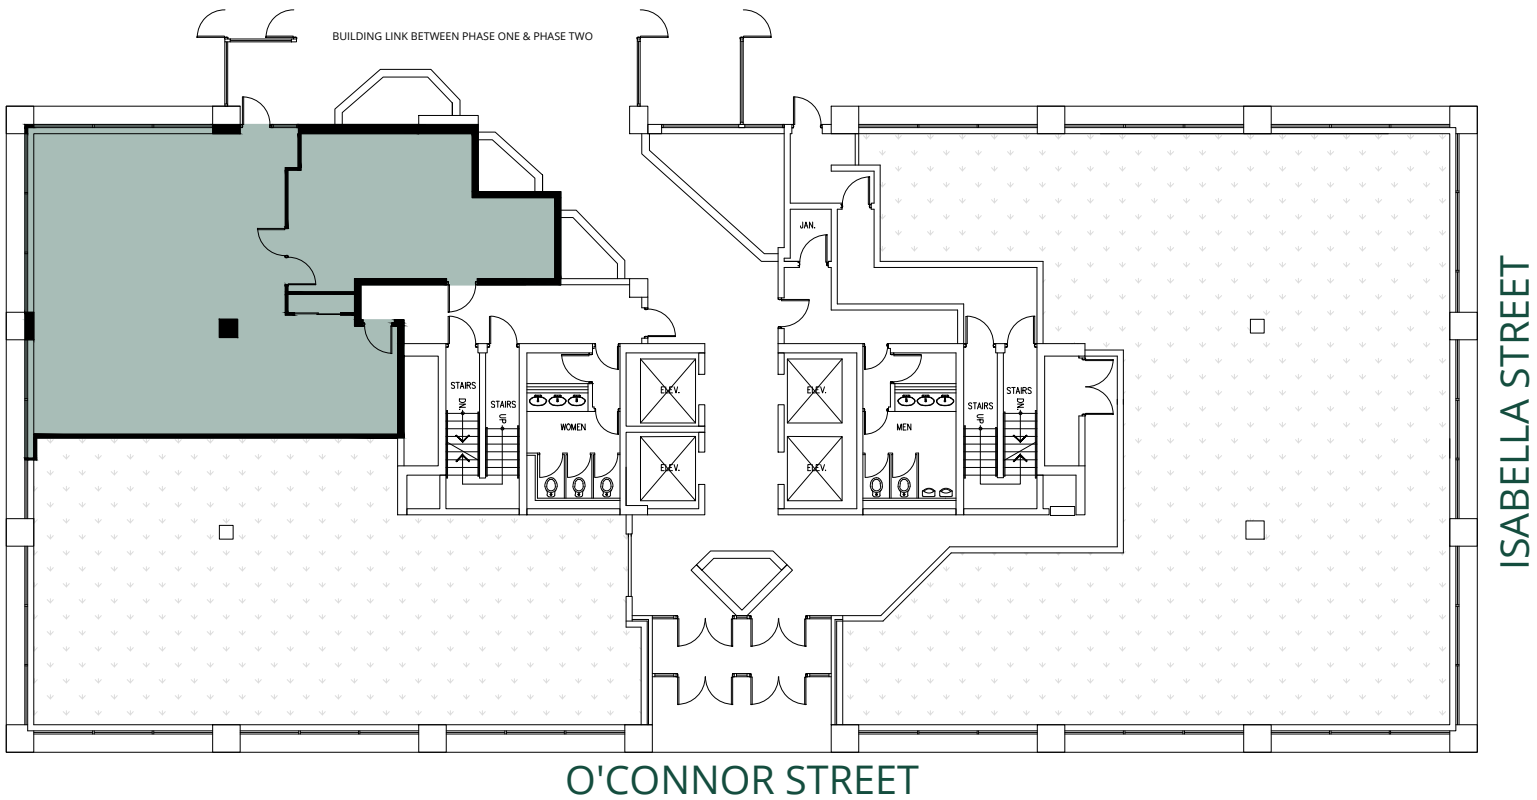 BUILDING LINK BETWEEN PHASE ONE & PHASE TWO
JAN.
ISABELLA STREET
STAIRS
DN.
STAIRS
UP
WOMEN
ELEV.
ELEV.
ELEV.
ELEV.
MEN
STAIRS
UP
STAIRS
DN.
O'CONNOR STREET